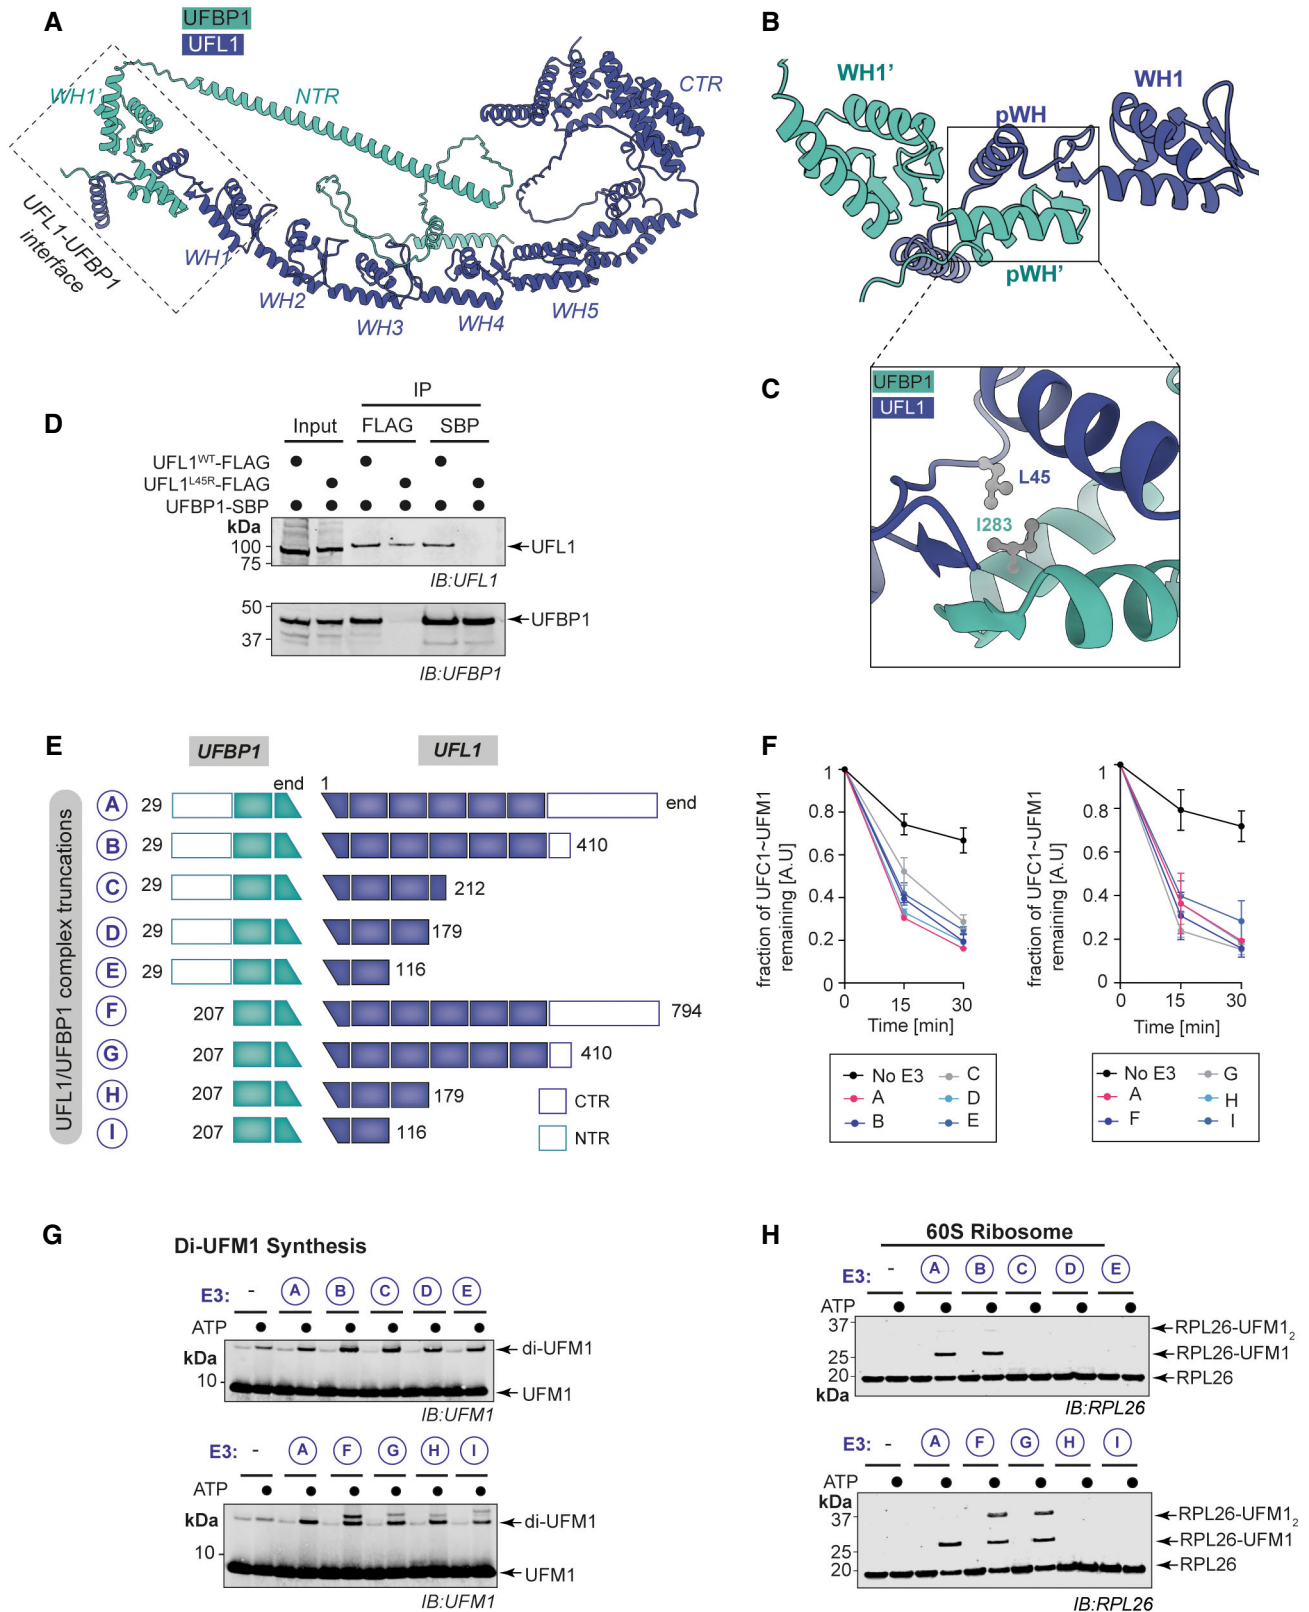 A
UFBP1
UFL1
WH1'
NTR
CTR
UFL1-UFBP1
interface
WH1
WH2
WH3
WH4
WH5
B
WH1'
pWH
WH1
pWH'
C
UFBP1
UFL1
L45
I283
D
IP
Input FLAG SBP
UFL1WT-FLAG
UFL1L45R-FLAG
UFBP1-SBP
kDa
100
75
UFL1
IB:UFL1
50
37
UFBP1
IB:UFBP1
E
UFBP1 UFL1
UFL1/UFBP1 complex truncations
end 1
A 29 end
B 29 410
C 29 212
D 29 179
E 29 116
F 207 794
G 207 410
H 207 179
I 207 116
CTR
NTR
F
fraction of UFC1~UFM1
remaining [A.U]
1
0.8
0.6
0.4
0.2
0
0 15 30
Time [min]
No E3 C
A D
B E
fraction of UFC1~UFM1
remaining [A.U]
1
0.8
0.6
0.4
0.2
0
0 15 30
Time [min]
No E3 G
A H
F I
G
Di-UFM1 Synthesis
E3: - A B C D E
ATP
kDa
10
di-UFM1
UFM1
IB:UFM1
E3: - A F G H I
ATP
kDa
10
di-UFM1
UFM1
IB:UFM1
H
60S Ribosome
E3: - A B C D E
ATP
37
25
20
kDa
RPL26-UFM12
RPL26-UFM1
RPL26
IB:RPL26
E3: - A F G H I
ATP
kDa
37
25
20
RPL26-UFM12
RPL26-UFM1
RPL26
IB:RPL26